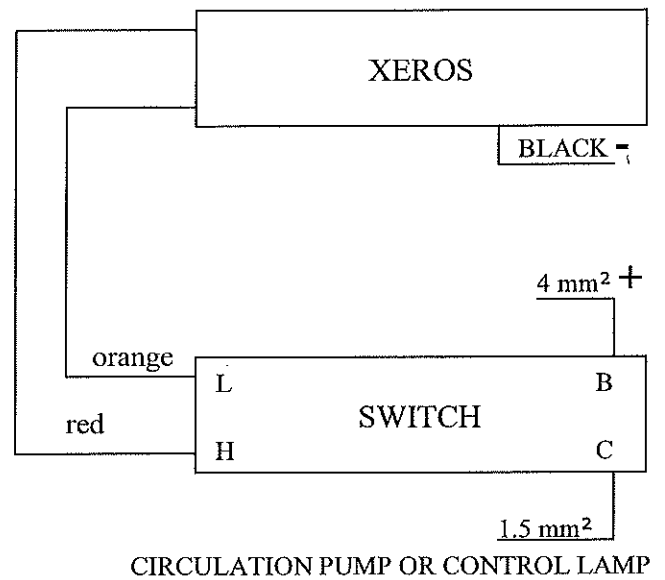 XEROS
BLACK -
4 mm² +
orange
L B
SWITCH
red
H C
1.5 mm²
CIRCULATION PUMP OR CONTROL LAMP